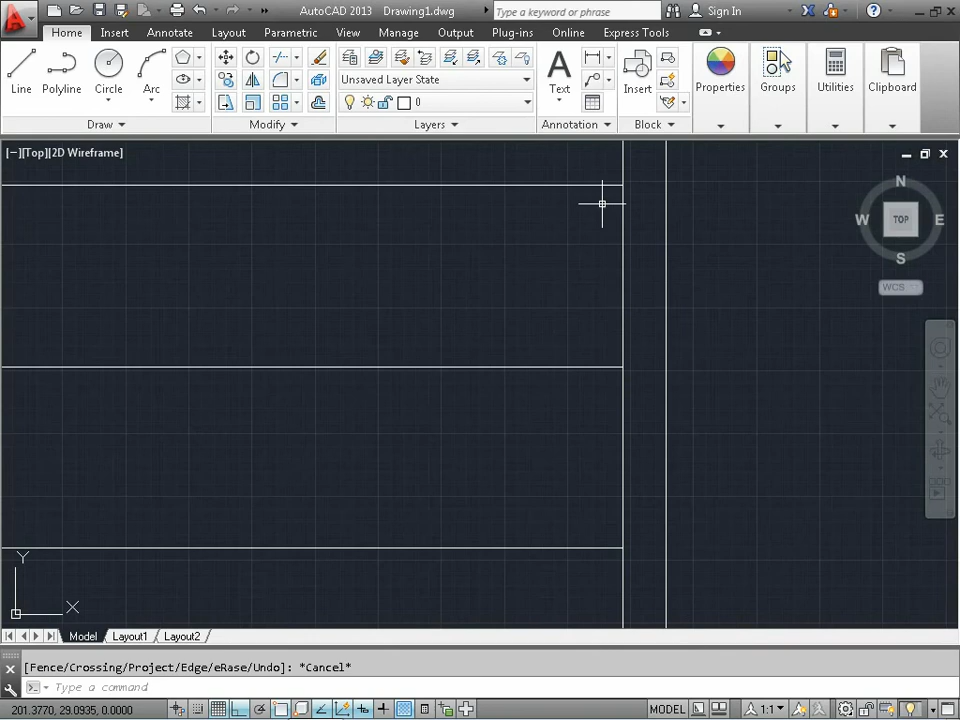 AutoCAD 2013 Drawing1.dwg
Type a keyword or phrase
Sign In
Home Insert Annotate Layout Parametric View Manage Output Plug-ins Online Express Tools
Line Polyline Circle Arc
Draw
Modify
Unsaved Layer State
0
Layers
Text
Annotation
Insert
Block
Properties
Groups
Utilities
Clipboard
[−][Top][2D Wireframe]
N
W TOP E
S
WCS
Y
X
Model Layout1 Layout2
[Fence/Crossing/Project/Edge/eRase/Undo]: *Cancel*
Type a command
201.3770, 29.0935, 0.0000
MODEL
1:1